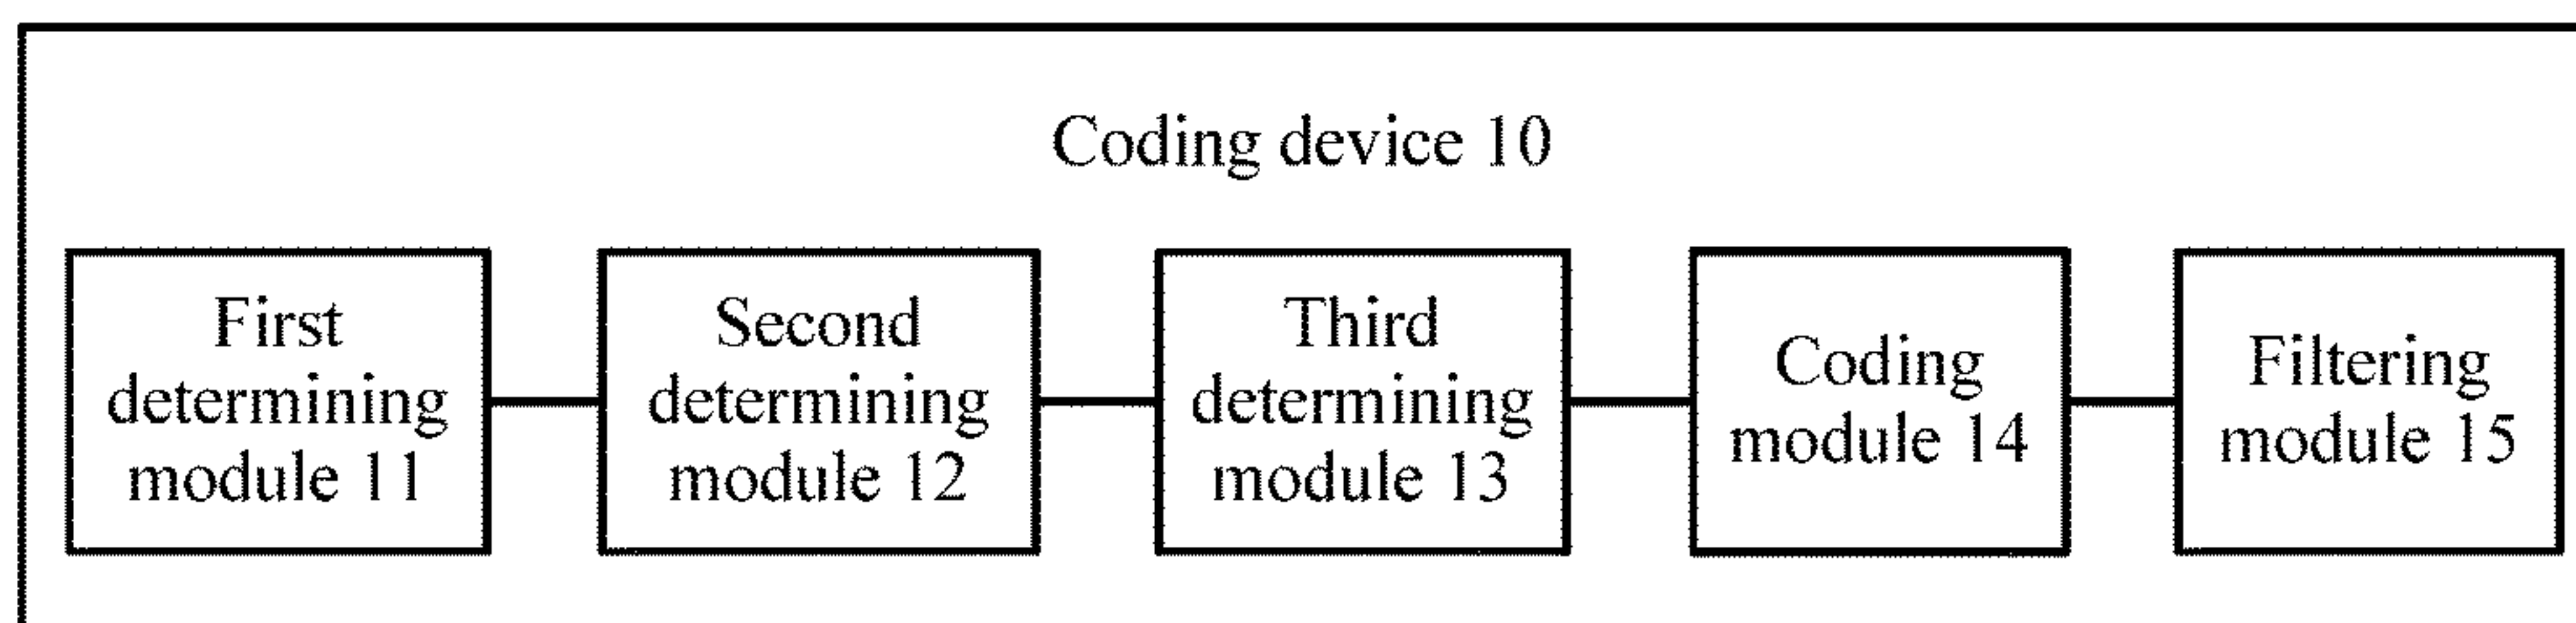 Coding device 10
First
determining
module 11
Second
determining
module 12
Third
determining
module 13
Coding
module 14
Filtering
module 15